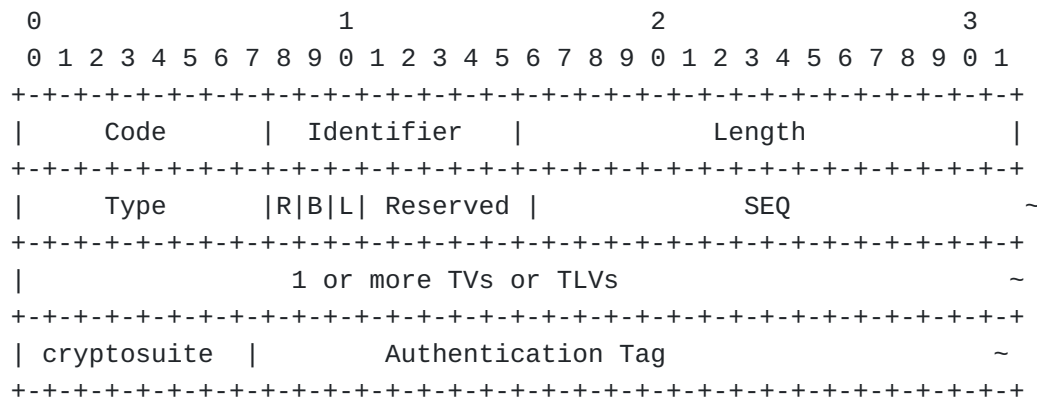 0                   1                   2                   3
0 1 2 3 4 5 6 7 8 9 0 1 2 3 4 5 6 7 8 9 0 1 2 3 4 5 6 7 8 9 0 1
+-+-+-+-+-+-+-+-+-+-+-+-+-+-+-+-+-+-+-+-+-+-+-+-+-+-+-+-+-+-+-+-+
|     Code      |  Identifier   |            Length             |
+-+-+-+-+-+-+-+-+-+-+-+-+-+-+-+-+-+-+-+-+-+-+-+-+-+-+-+-+-+-+-+-+
|     Type      |R|B|L| Reserved |             SEQ               ~
+-+-+-+-+-+-+-+-+-+-+-+-+-+-+-+-+-+-+-+-+-+-+-+-+-+-+-+-+-+-+-+-+
|                 1 or more TVs or TLVs                         ~
+-+-+-+-+-+-+-+-+-+-+-+-+-+-+-+-+-+-+-+-+-+-+-+-+-+-+-+-+-+-+-+-+
| cryptosuite  |        Authentication Tag                     ~
+-+-+-+-+-+-+-+-+-+-+-+-+-+-+-+-+-+-+-+-+-+-+-+-+-+-+-+-+-+-+-+-+